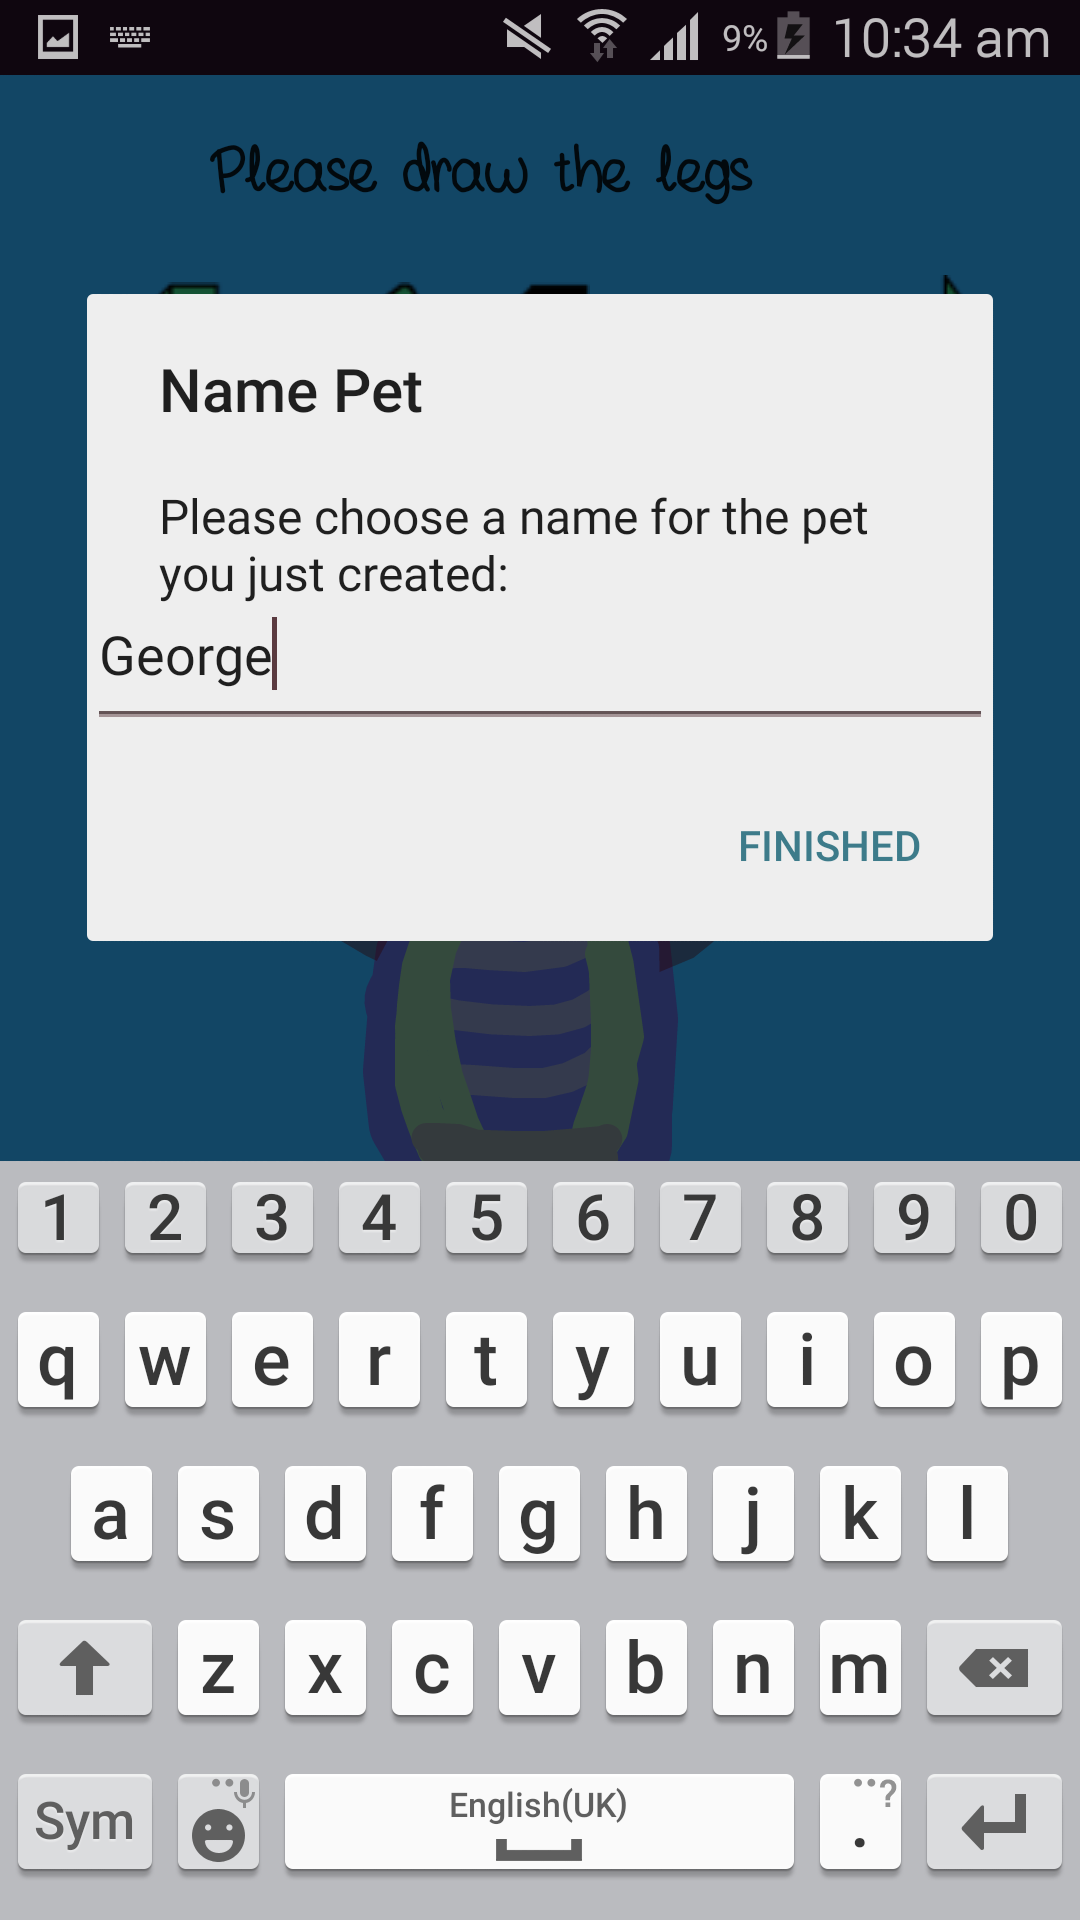 9% 10:34 am
Please draw the legs
Name Pet
Please choose a name for the pet
you just created:
George
FINISHED
1 2 3 4 5 6 7 8 9 0
q w e r t y u i o p
a s d f g h j k l
z x c v b n m
Sym English(UK) . ?